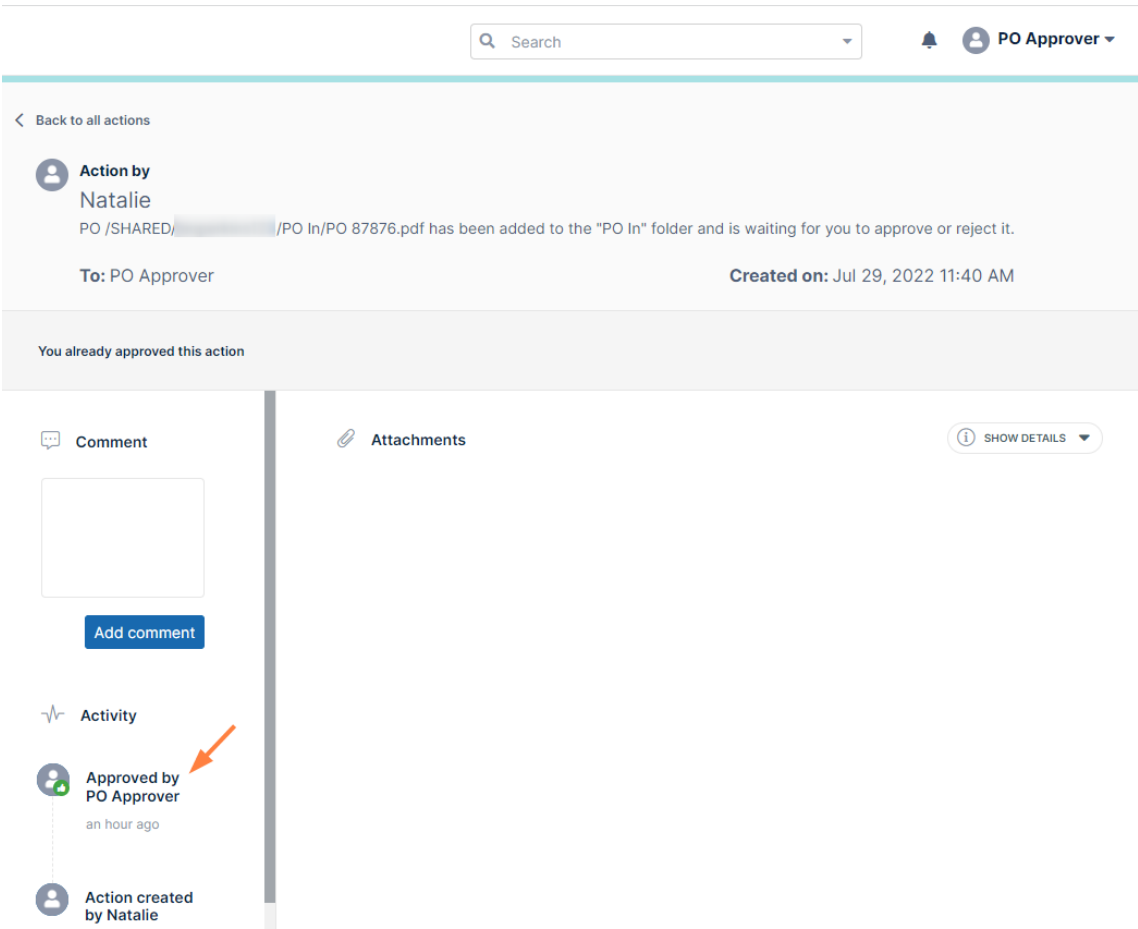 Search
PO Approver
Back to all actions
Action by
Natalie
PO /SHARED/ /PO In/PO 87876.pdf has been added to the "PO In" folder and is waiting for you to approve or reject it.
To: PO Approver
Created on: Jul 29, 2022 11:40 AM
You already approved this action
Comment
Attachments
SHOW DETAILS
Add comment
Activity
Approved by
PO Approver
an hour ago
Action created
by Natalie